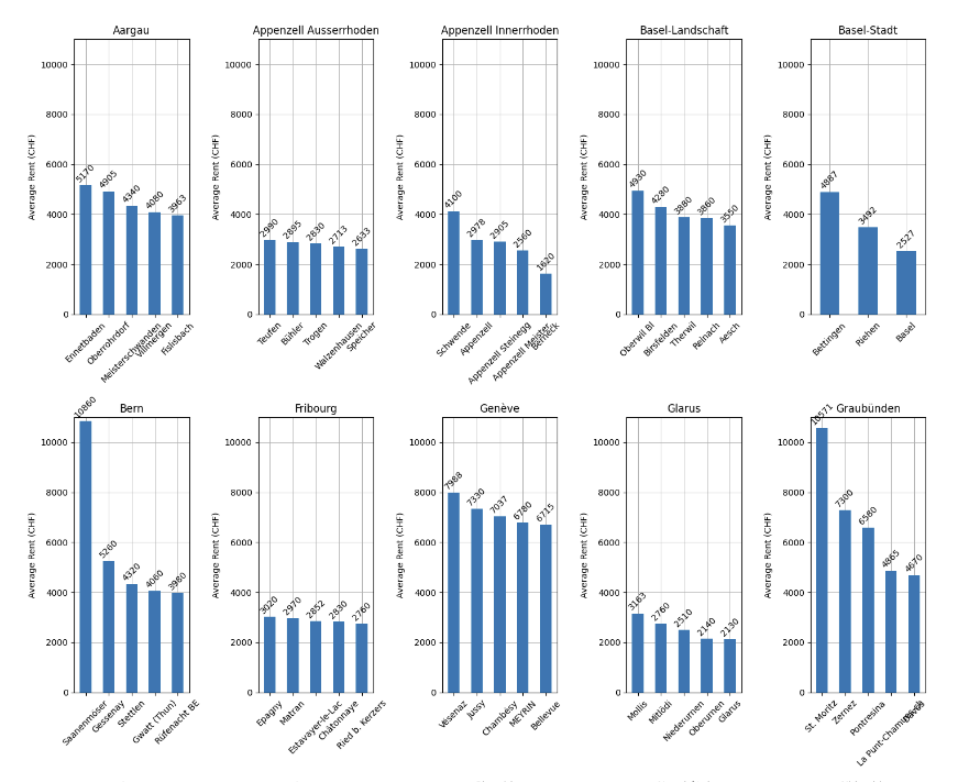 Aargau
Average Rent (CHF)
10000
8000
6000
4000
2000
0
5170
4905
4340
4080
3963
Ennetbaden
Oberrohrdorf
Meisterschwanden
Villmergen
Fislisbach
Appenzell Ausserrhoden
Average Rent (CHF)
10000
8000
6000
4000
2000
0
2990
2895
2830
2713
2633
Teufen
Bühler
Trogen
Walzenhausen
Speicher
Appenzell Innerrhoden
Average Rent (CHF)
10000
8000
6000
4000
2000
0
4100
2978
2905
2560
1620
Schwende
Appenzell
Appenzell Steinegg
Appenzell Meister
Berneck
Basel-Landschaft
Average Rent (CHF)
10000
8000
6000
4000
2000
0
4930
4280
3880
3860
3550
Oberwil Bl
Birsfelden
Therwil
Reinach
Aesch
Basel-Stadt
Average Rent (CHF)
10000
8000
6000
4000
2000
0
4887
3492
2527
Bettingen
Riehen
Basel
Bern
Average Rent (CHF)
10000
8000
6000
4000
2000
0
10860
5260
4320
4060
3980
Saanenmöser
Gessenay
Stettlen
Gwatt (Thun)
Rüfenacht BE
Fribourg
Average Rent (CHF)
10000
8000
6000
4000
2000
0
3020
2970
2852
2830
2760
Epagny
Matran
Estavayer-le-Lac
Châtonnaye
Ried b. Kerzers
Genève
Average Rent (CHF)
10000
8000
6000
4000
2000
0
7988
7330
7037
6780
6715
Vésenaz
Jussy
Chambésy
MEYRIN
Bellevue
Glarus
Average Rent (CHF)
10000
8000
6000
4000
2000
0
3163
2760
2510
2140
2130
Mollis
Mitlödi
Niederurnen
Oberurnen
Glarus
Graubünden
Average Rent (CHF)
10000
8000
6000
4000
2000
0
10571
7300
6580
4865
4670
St. Moritz
Zernez
Pontresina